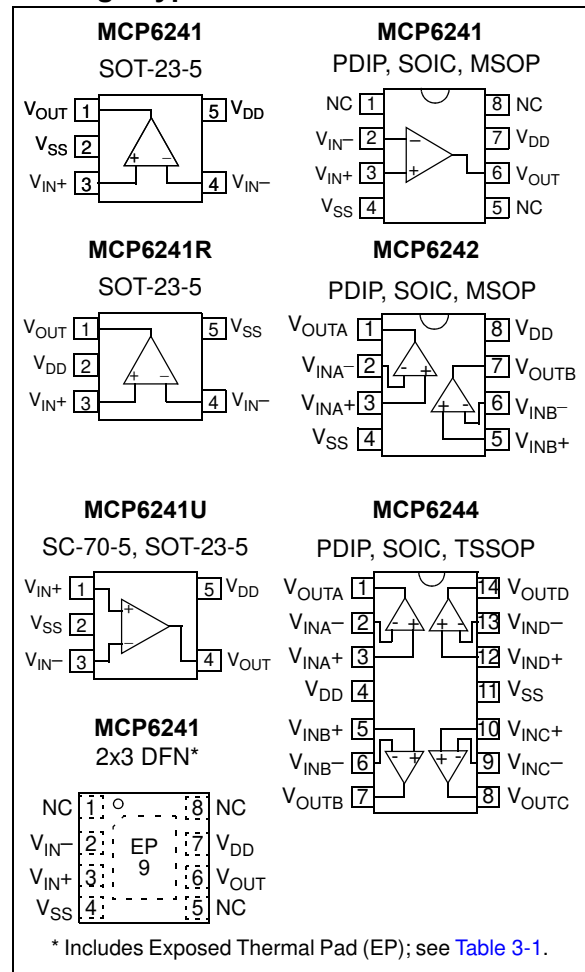 MCP6241
SOT-23-5
VOUT 1
5 VDD
VSS 2
VIN+ 3
4 VIN–
+ –
MCP6241
PDIP, SOIC, MSOP
NC 1
8 NC
VIN– 2
7 VDD
VIN+ 3
6 VOUT
VSS 4
5 NC
– +
MCP6241R
SOT-23-5
VOUT 1
5 VSS
VDD 2
VIN+ 3
4 VIN–
+ –
MCP6242
PDIP, SOIC, MSOP
VOUTA 1
8 VDD
VINA– 2
7 VOUTB
VINA+ 3
6 VINB–
VSS 4
5 VINB+
- +
+ -
MCP6241U
SC-70-5, SOT-23-5
VIN+ 1
5 VDD
VSS 2
VIN– 3
4 VOUT
+ –
MCP6244
PDIP, SOIC, TSSOP
VOUTA 1
14 VOUTD
VINA– 2
13 VIND–
VINA+ 3
12 VIND+
VDD 4
11 VSS
VINB+ 5
10 VINC+
VINB– 6
9 VINC–
VOUTB 7
8 VOUTC
- +
+ -
- +
+ -
MCP6241
2x3 DFN*
NC 1
8 NC
VIN– 2
7 VDD
EP
9
VIN+ 3
6 VOUT
VSS 4
5 NC
* Includes Exposed Thermal Pad (EP); see Table 3-1.